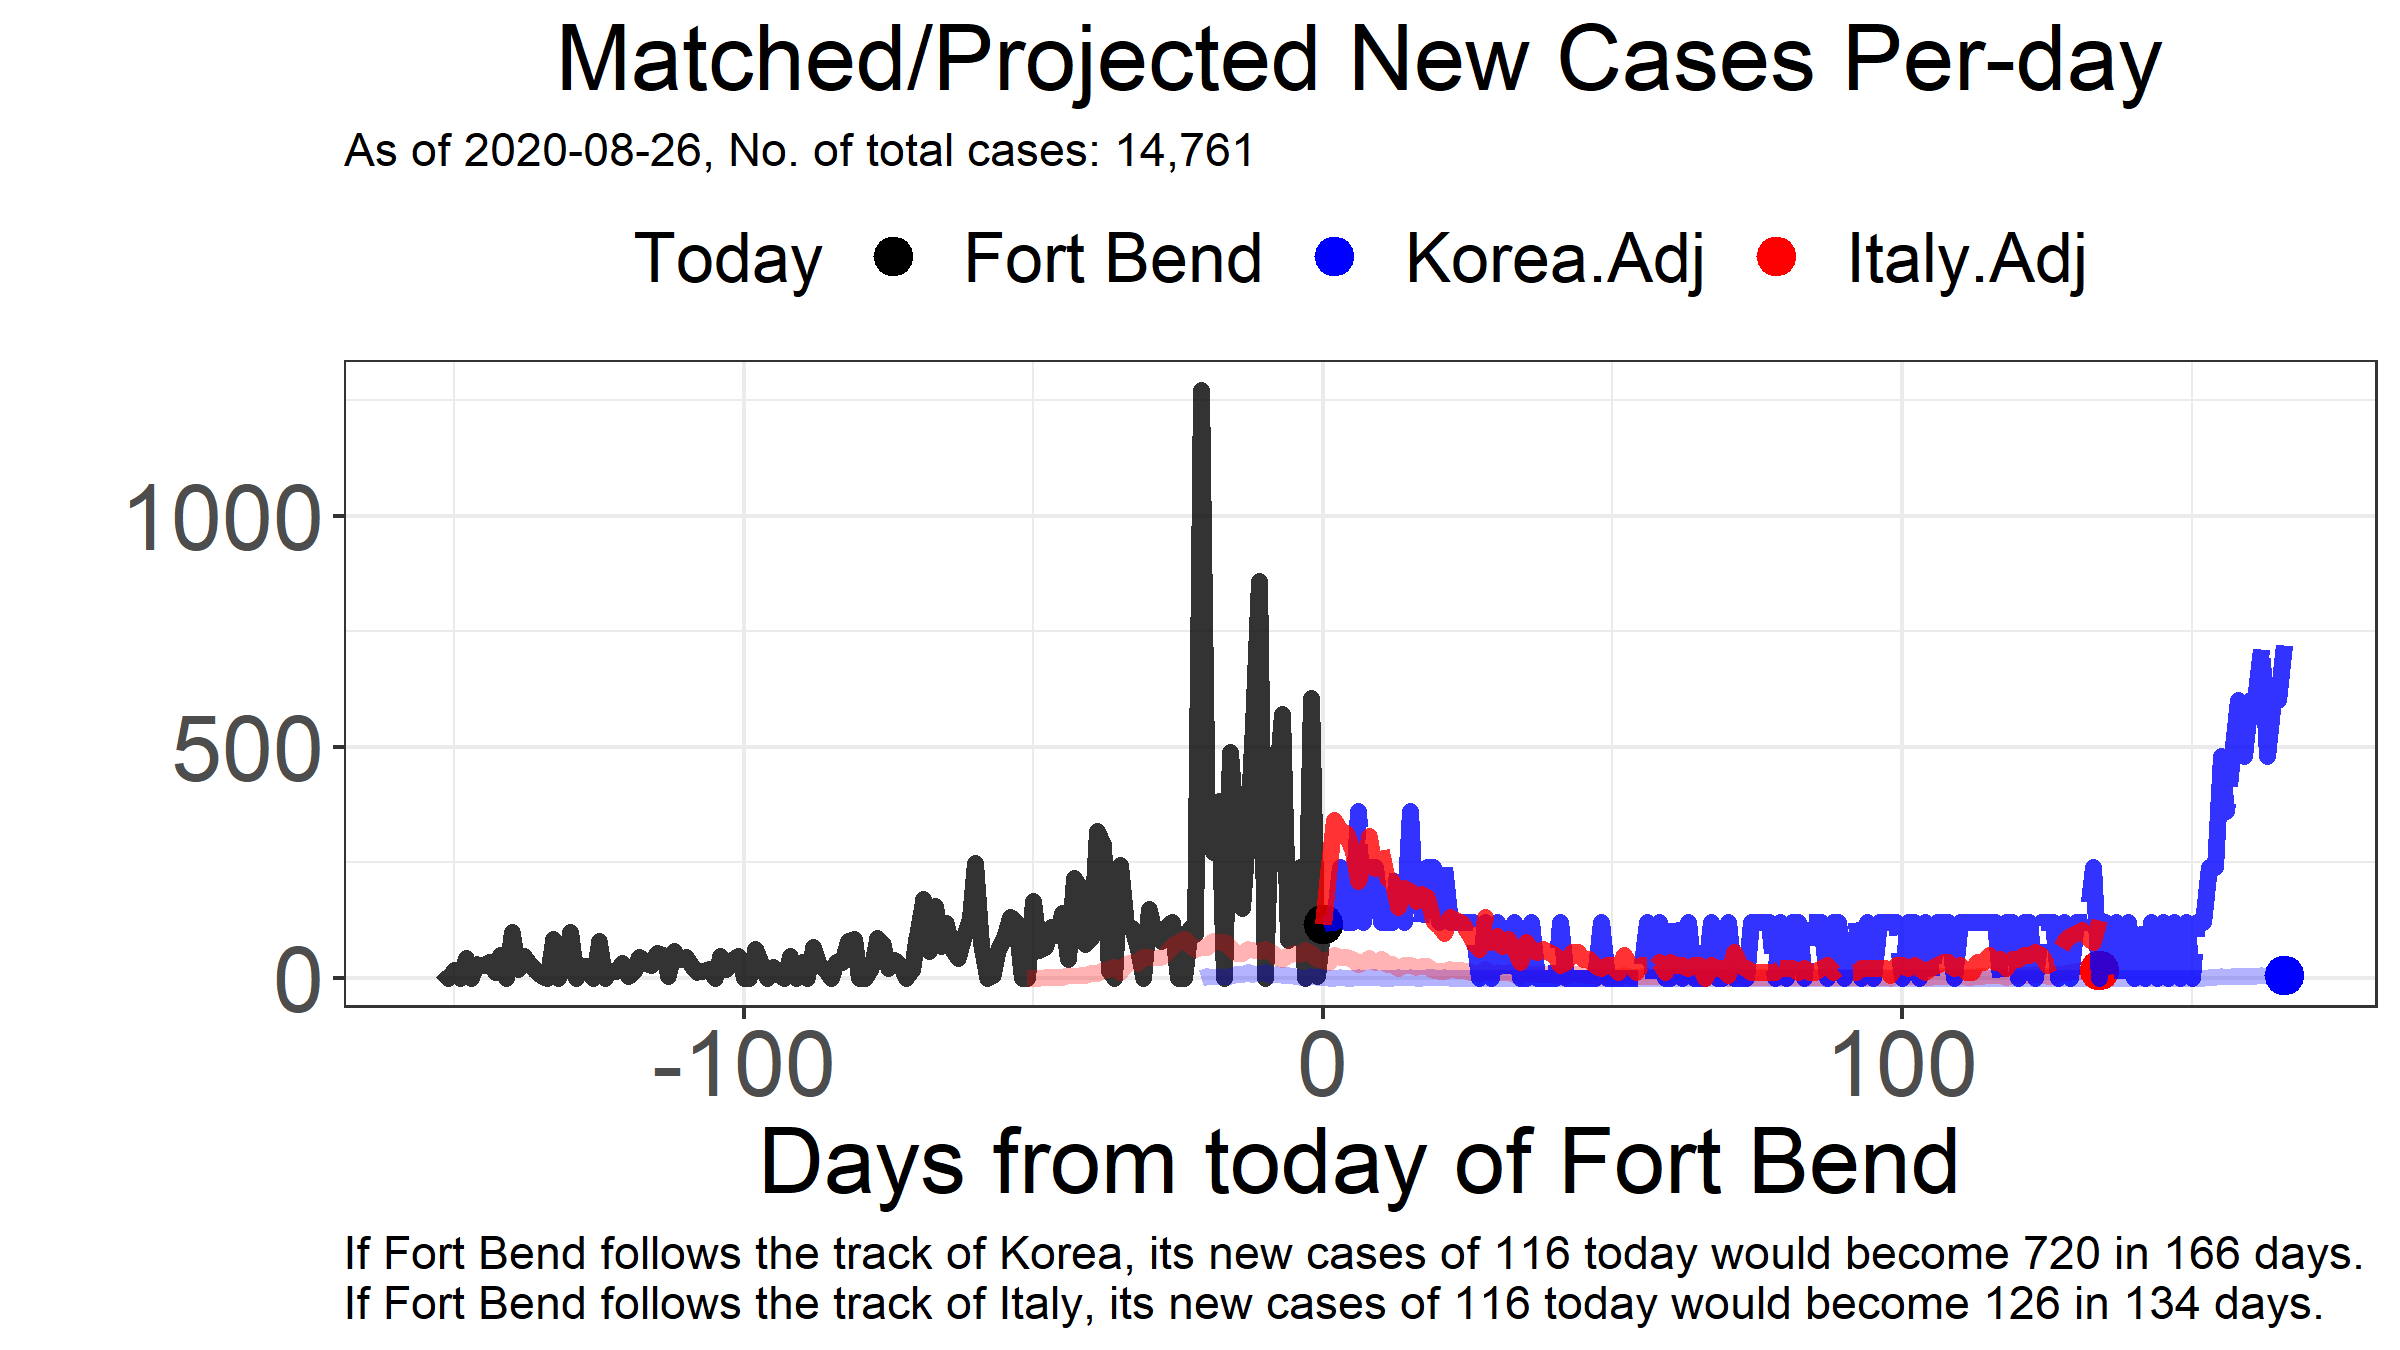 Matched/Projected New Cases Per-day
As of 2020-08-26, No. of total cases: 14,761
Today Fort Bend Korea.Adj Italy.Adj
1000
500
0
-100 0 100
Days from today of Fort Bend
If Fort Bend follows the track of Korea, its new cases of 116 today would become 720 in 166 days.
If Fort Bend follows the track of Italy, its new cases of 116 today would become 126 in 134 days.